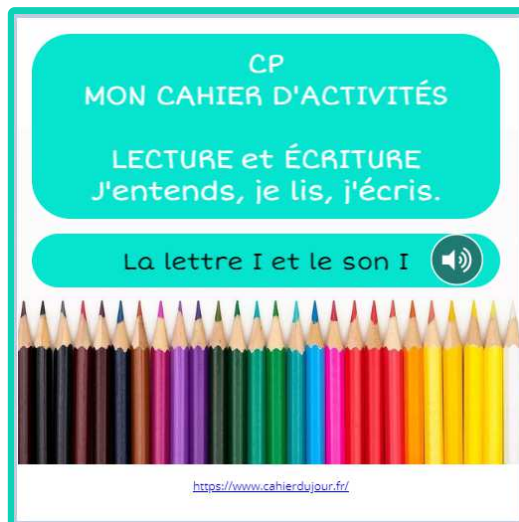 CP
MON CAHIER D'ACTIVITÉS
LECTURE et ÉCRITURE
J'entends, je lis, j'écris.
La lettre I et le son I
https://www.cahierdujour.fr/